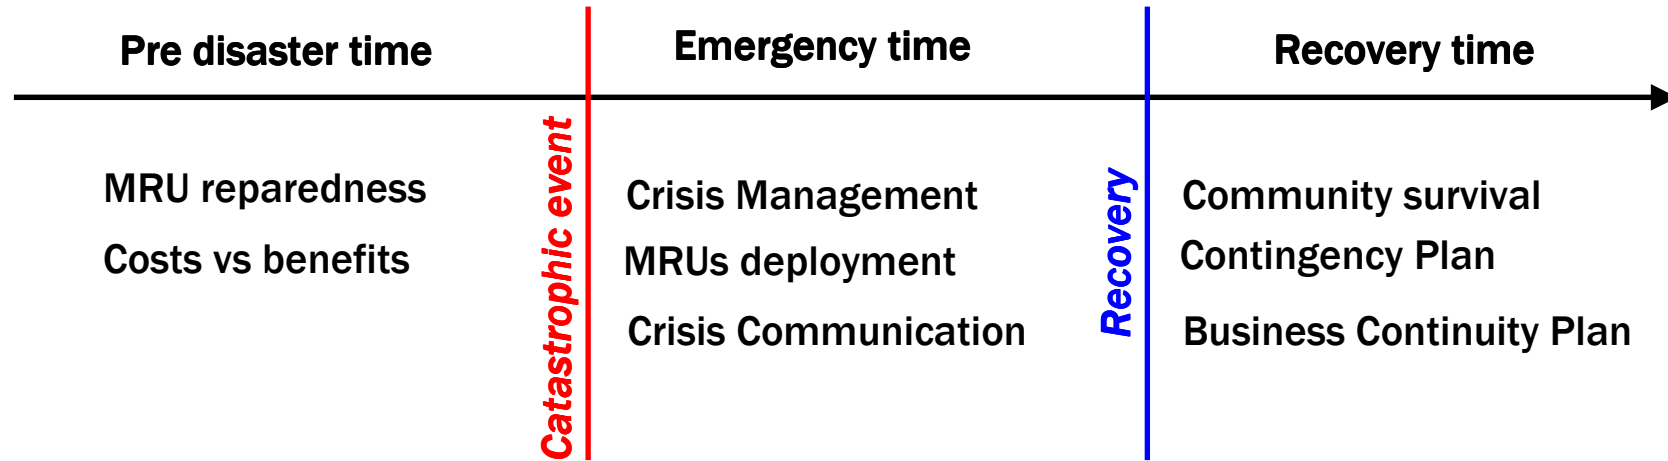 Pre disaster time
Emergency time
Recovery time
MRU reparedness
Costs vs benefits
Catastrophic event
Crisis Management
MRUs deployment
Crisis Communication
Recovery
Community survival
Contingency Plan
Business Continuity Plan